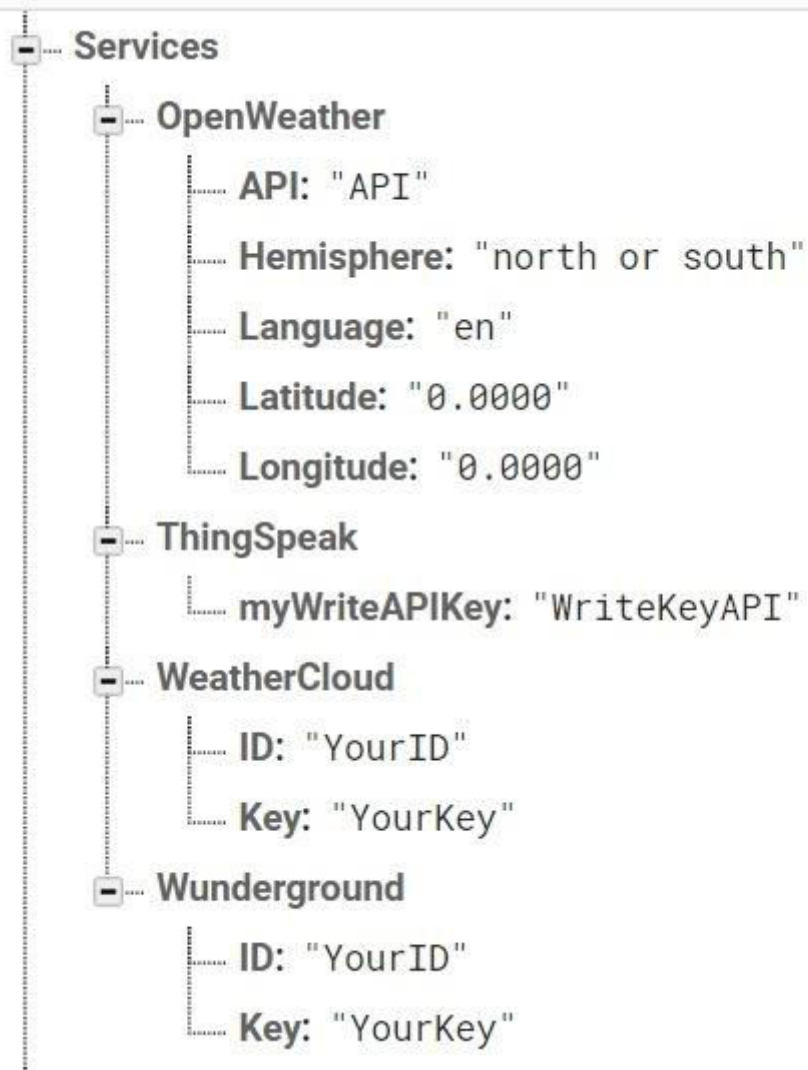 Services
OpenWeather
API: "API"
Hemisphere: "north or south"
Language: "en"
Latitude: "0.0000"
Longitude: "0.0000"
ThingSpeak
myWriteAPIKey: "WriteKeyAPI"
WeatherCloud
ID: "YourID"
Key: "YourKey"
Wunderground
ID: "YourID"
Key: "YourKey"